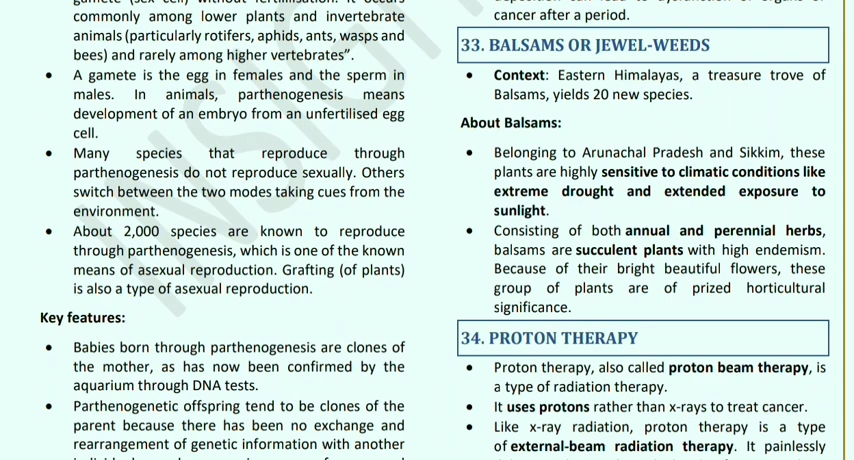 gamete (sex cell) without fertilisation. It occurs
commonly among lower plants and invertebrate
animals (particularly rotifers, aphids, ants, wasps and
bees) and rarely among higher vertebrates”.
• A gamete is the egg in females and the sperm in
males. In animals, parthenogenesis means
development of an embryo from an unfertilised egg
cell.
• Many species that reproduce through
parthenogenesis do not reproduce sexually. Others
switch between the two modes taking cues from the
environment.
• About 2,000 species are known to reproduce
through parthenogenesis, which is one of the known
means of asexual reproduction. Grafting (of plants)
is also a type of asexual reproduction.
Key features:
• Babies born through parthenogenesis are clones of
the mother, as has now been confirmed by the
aquarium through DNA tests.
• Parthenogenetic offspring tend to be clones of the
parent because there has been no exchange and
rearrangement of genetic information with another
cancer after a period.
33. BALSAMS OR JEWEL-WEEDS
• Context: Eastern Himalayas, a treasure trove of
Balsams, yields 20 new species.
About Balsams:
• Belonging to Arunachal Pradesh and Sikkim, these
plants are highly sensitive to climatic conditions like
extreme drought and extended exposure to
sunlight.
• Consisting of both annual and perennial herbs,
balsams are succulent plants with high endemism.
Because of their bright beautiful flowers, these
group of plants are of prized horticultural
significance.
34. PROTON THERAPY
• Proton therapy, also called proton beam therapy, is
a type of radiation therapy.
• It uses protons rather than x-rays to treat cancer.
• Like x-ray radiation, proton therapy is a type
of external-beam radiation therapy. It painlessly